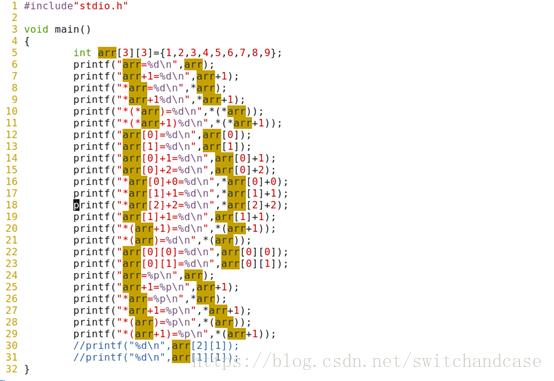 1 #include"stdio.h"
2
3 void main()
4 {
5 int arr[3][3]={1,2,3,4,5,6,7,8,9};
6 printf("arr=%d\n",arr);
7 printf("arr+1=%d\n",arr+1);
8 printf("*arr=%d\n",*arr);
9 printf("*arr+1%d\n",*arr+1);
10 printf("*(*arr)=%d\n",*(*arr));
11 printf("*(*arr+1)%d\n",*(*arr+1));
12 printf("arr[0]=%d\n",arr[0]);
13 printf("arr[1]=%d\n",arr[1]);
14 printf("arr[0]+1=%d\n",arr[0]+1);
15 printf("arr[0]+2=%d\n",arr[0]+2);
16 printf("*arr[0]+0=%d\n",*arr[0]+0);
17 printf("*arr[1]+1=%d\n",*arr[1]+1);
18 printf("*arr[2]+2=%d\n",*arr[2]+2);
19 printf("arr[1]+1=%d\n",arr[1]+1);
20 printf("*(arr+1)=%d\n",*(arr+1));
21 printf("*(arr)=%d\n",*(arr));
22 printf("arr[0][0]=%d\n",arr[0][0]);
23 printf("arr[0][1]=%d\n",arr[0][1]);
24 printf("arr=%p\n",arr);
25 printf("arr+1=%p\n",arr+1);
26 printf("*arr=%p\n",*arr);
27 printf("*arr+1=%p\n",*arr+1);
28 printf("*(arr)=%p\n",*(arr));
29 printf("*(arr+1)=%p\n",*(arr+1));
30 //printf("%d\n",arr[2][1]);
31 //printf("%d\n",arr[1][1]);
https://blog.csdn.net/switchandcase
32 }